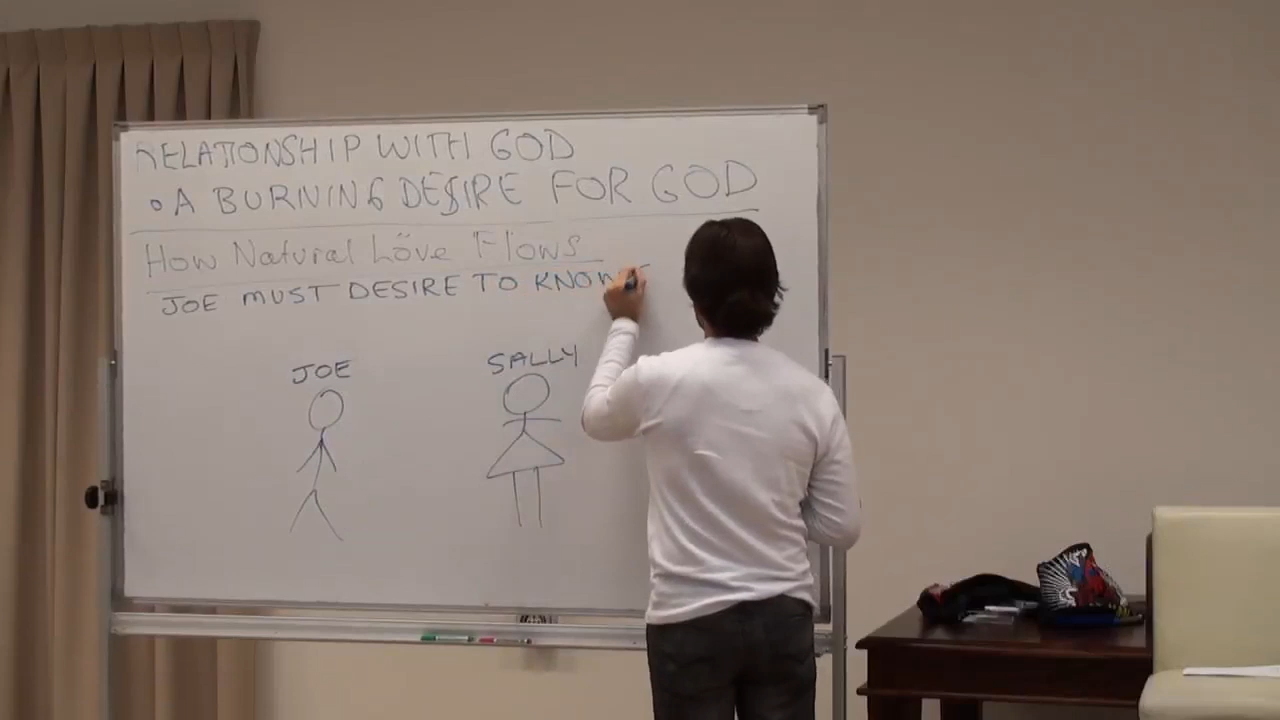 RELATIONSHIP WITH GOD
• A BURNING DESIRE FOR GOD
How Natural Love Flows
JOE MUST DESIRE TO KNOW
JOE
SALLY